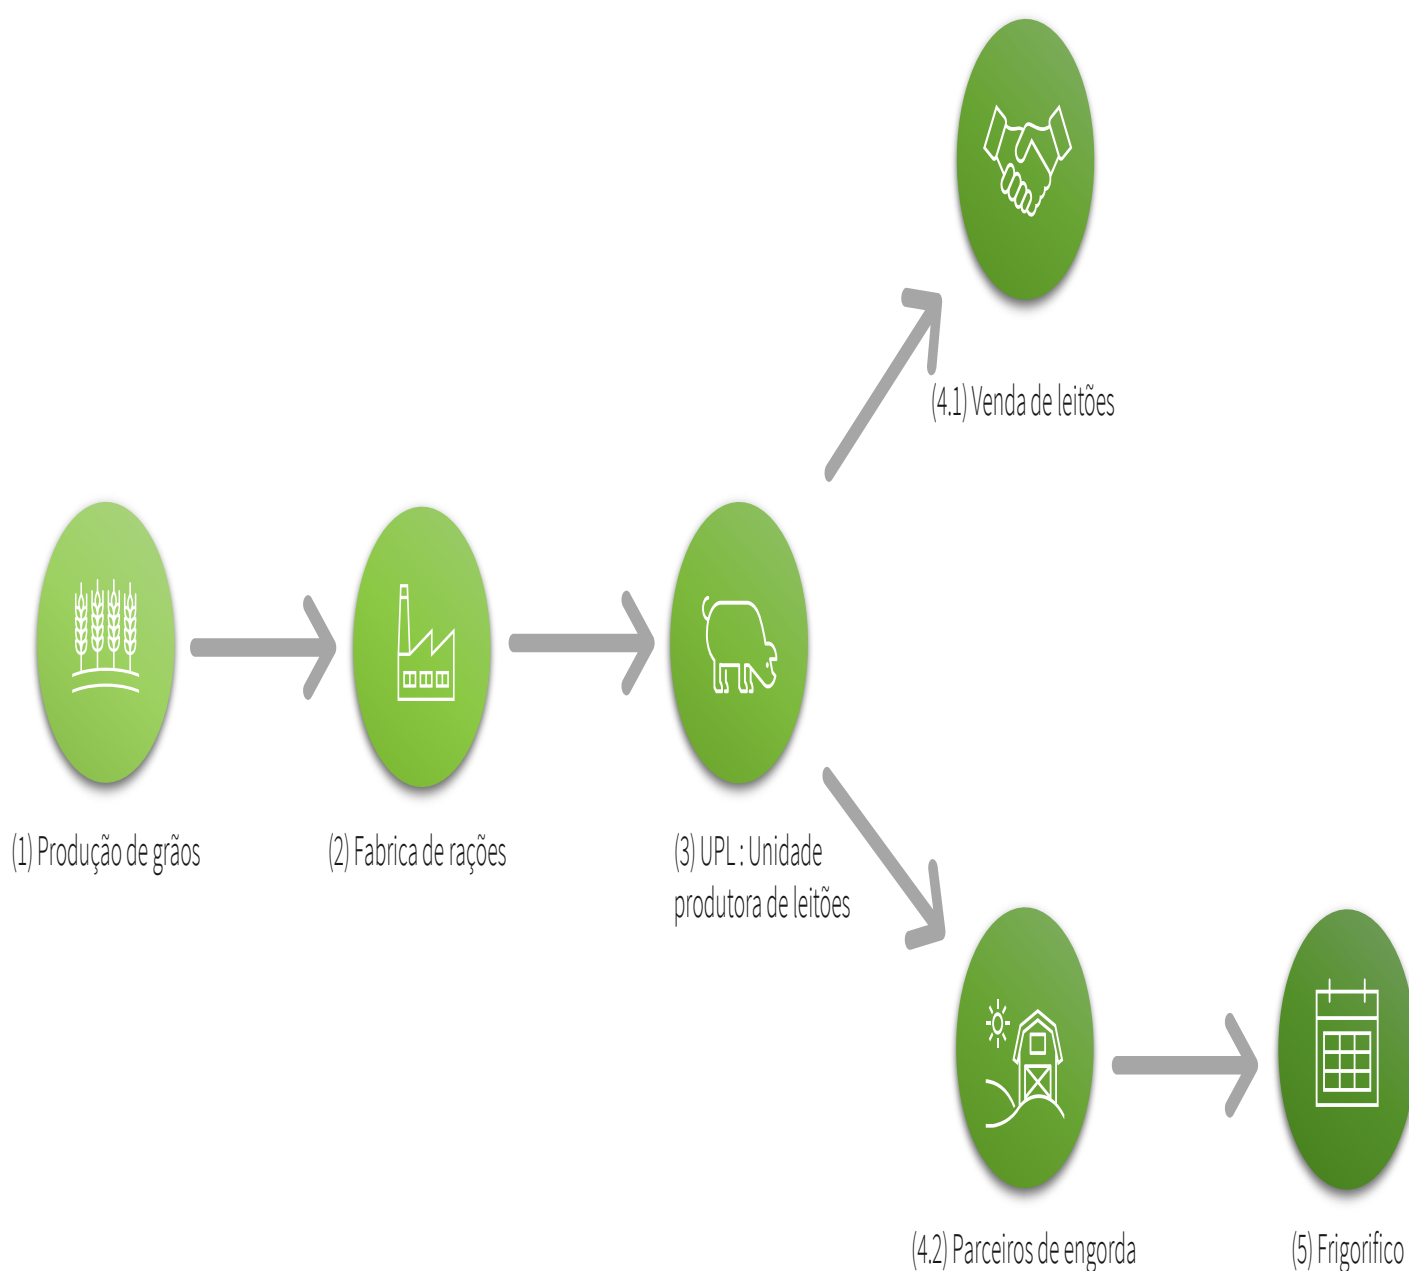 (4.1) Venda de leitões
(1) Produção de grãos
(2) Fabrica de rações
(3) UPL : Unidade
produtora de leitões
(4.2) Parceiros de engorda
(5) Frigorifico